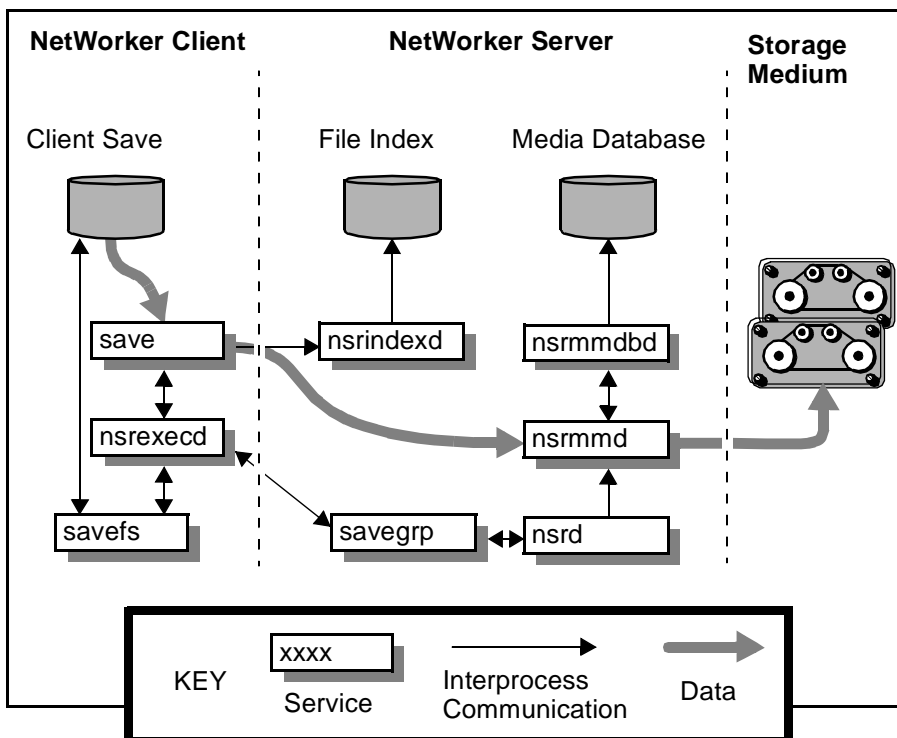 NetWorker Client
NetWorker Server
Storage
Medium
Client Save
File Index
Media Database
save
nsrindexd
nsrmmdbd
nsrexecd
nsrmmd
savefs
savegrp
nsrd
KEY
xxxx
Service
Interprocess
Communication
Data